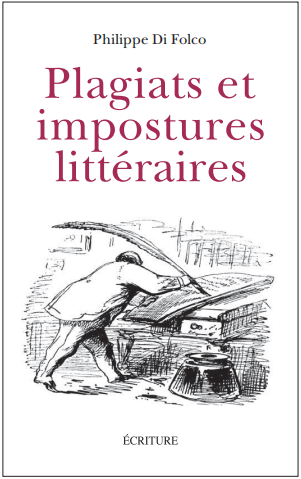 Philippe Di Folco
Plagiats et
impostures
littéraires
ÉCRITURE